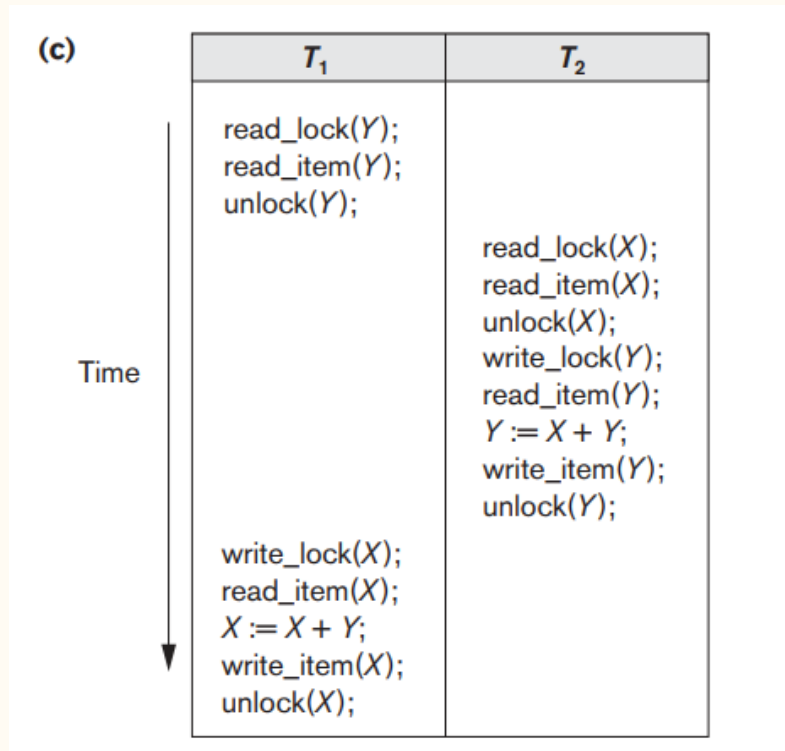 (c)
T1 T2
read_lock(Y);
read_item(Y);
unlock(Y);
read_lock(X);
read_item(X);
unlock(X);
write_lock(Y);
Time
read_item(Y);
Y := X + Y;
write_item(Y);
unlock(Y);
write_lock(X);
read_item(X);
X := X + Y;
write_item(X);
unlock(X);